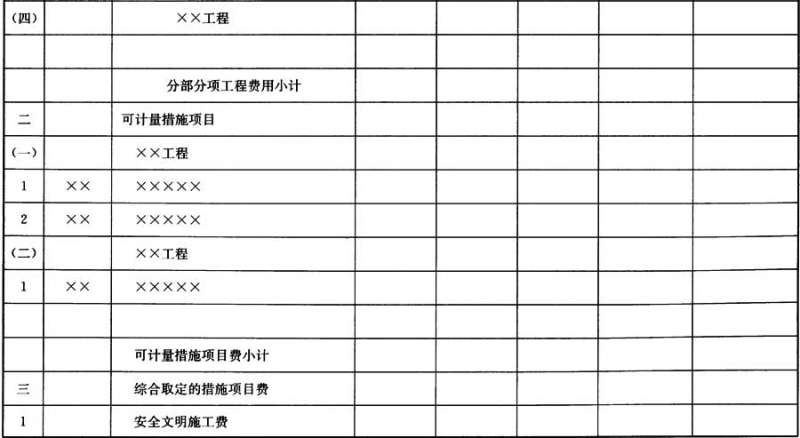 (四) ××工程
分部分项工程费用小计
二 可计量措施项目
(一) ××工程
1 ×× ×××××
2 ×× ×××××
(二) ××工程
1 ×× ×××××
可计量措施项目费小计
三 综合取定的措施项目费
1 安全文明施工费